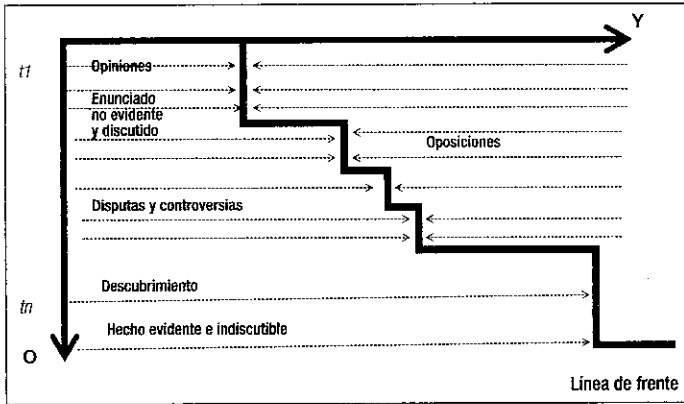 Y
t1
Opiniones
Enunciado
no evidente
y discutido
Oposiciones
Disputas y controversias
Descubrimiento
tn
Hecho evidente e indiscutible
O
Línea de frente